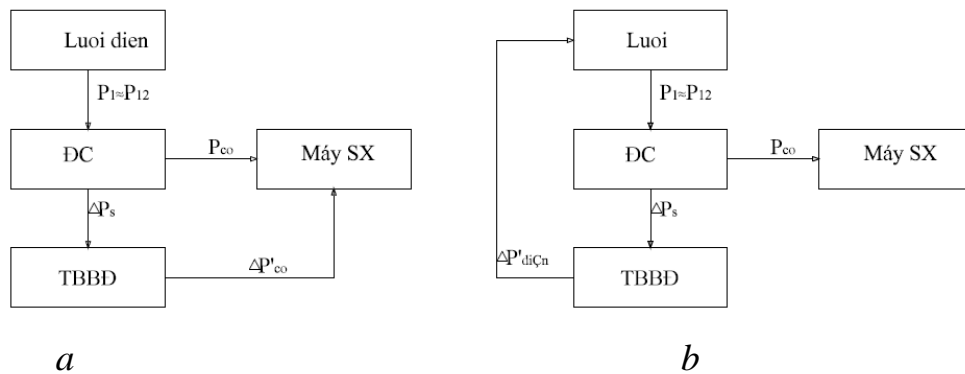 Luoi dien
P1≈P12
ĐC
Pco
Máy SX
ΔPs
TBBĐ
ΔP'co
a
Luoi
P1≈P12
ĐC
Pco
Máy SX
ΔPs
ΔP'diÇn
TBBĐ
b